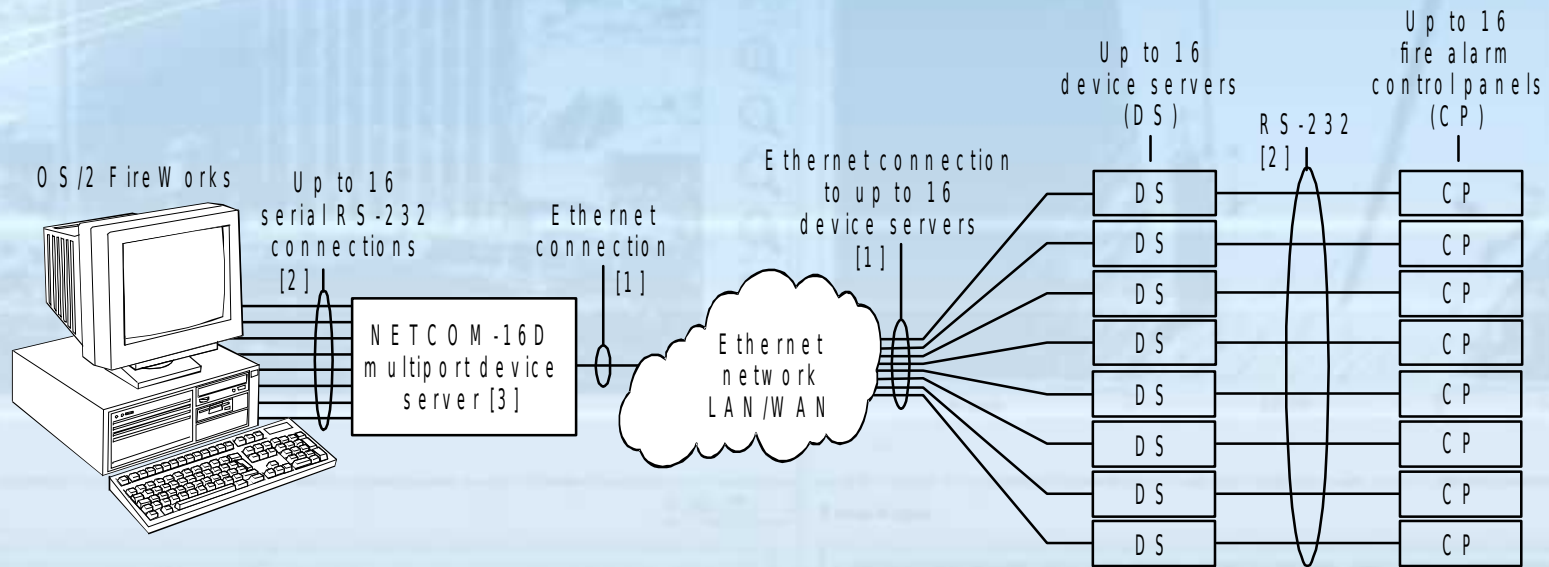 OS/2 FireWorks
Up to 16
serial RS-232
connections
[2]
NETCOM-16D
multiport device
server [3]
Ethernet
connection
[1]
Ethernet
network
LAN/WAN
Ethernet connection
to up to 16
device servers
[1]
Up to 16
device servers
(DS)
RS-232
[2]
Up to 16
fire alarm
control panels
(CP)
DS
CP
DS
CP
DS
CP
DS
CP
DS
CP
DS
CP
DS
CP
DS
CP